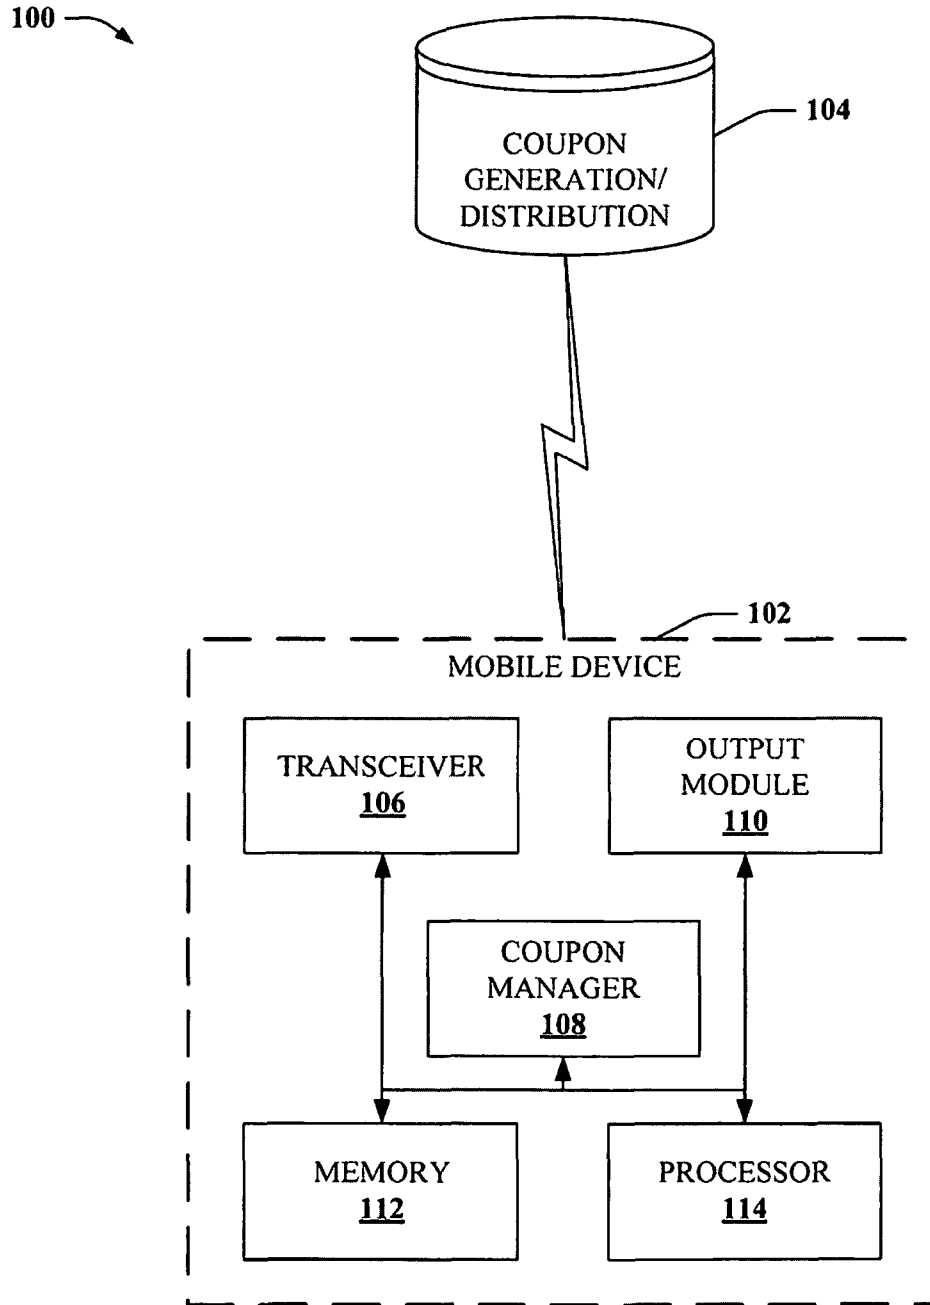 100
COUPON
GENERATION/
DISTRIBUTION
104
102
MOBILE DEVICE
TRANSCEIVER
106
OUTPUT
MODULE
110
COUPON
MANAGER
108
MEMORY
112
PROCESSOR
114